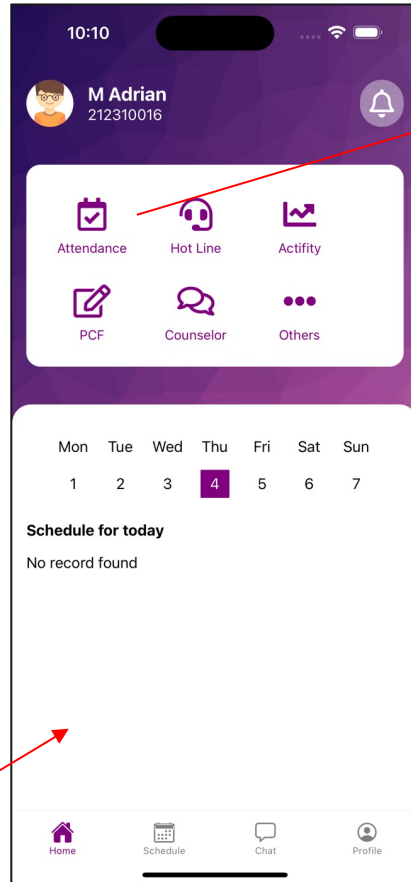 10:10
M Adrian
212310016
Attendance Hot Line Actifity
PCF Counselor Others
Mon Tue Wed Thu Fri Sat Sun
1 2 3 4 5 6 7
Schedule for today
No record found
Home Schedule Chat Profile